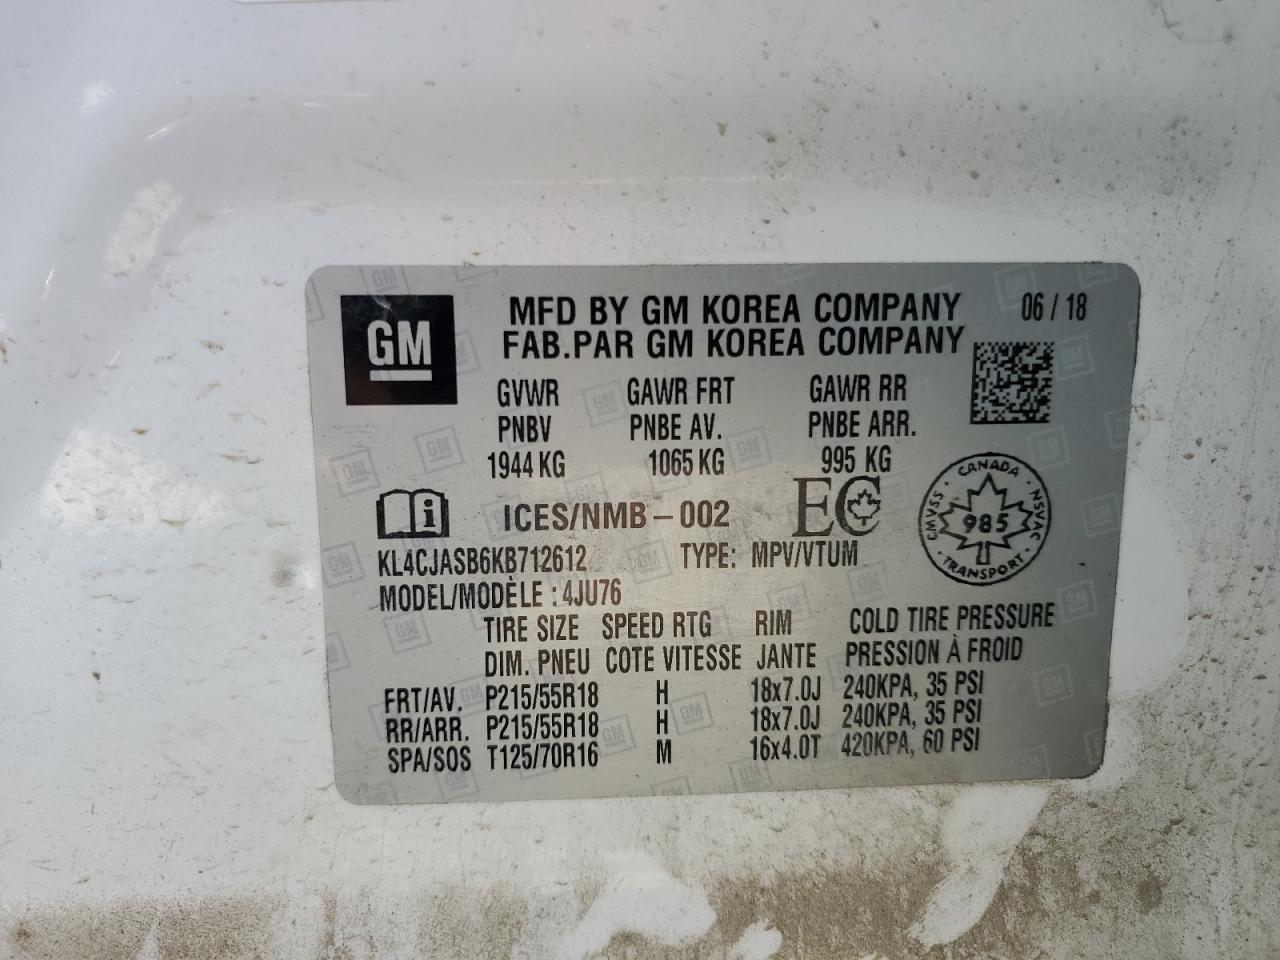 GM
MFD BY GM KOREA COMPANY 06 / 18
FAB.PAR GM KOREA COMPANY
GVWR GAWR FRT GAWR RR
PNBV PNBE AV. PNBE ARR.
1944 KG 1065 KG 995 KG
ICES/NMB-002 EC
CANADA
CMVSS 985 NSVAC
TRANSPORT
KL4CJASB6KB712612 TYPE: MPV/VTUM
MODEL/MODÈLE : 4JU76
TIRE SIZE SPEED RTG RIM COLD TIRE PRESSURE
DIM. PNEU COTE VITESSE JANTE PRESSION À FROID
FRT/AV. P215/55R18 H 18x7.0J 240KPA, 35 PSI
RR/ARR. P215/55R18 H 18x7.0J 240KPA, 35 PSI
SPA/SOS T125/70R16 M 16x4.0T 420KPA, 60 PSI